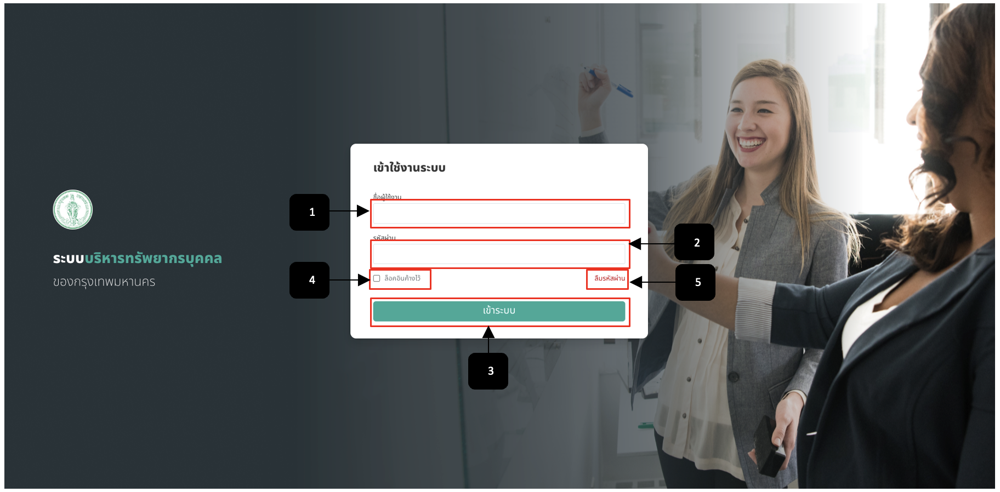 เข้าใช้งานระบบ
ชื่อผู้ใช้งาน
1
รหัสผ่าน
2
ระบบบริหารทรัพยากรบุคคล
ของกรุงเทพมหานคร
4
ล็อคอินค้างไว้
ลืมรหัสผ่าน
5
เข้าระบบ
3